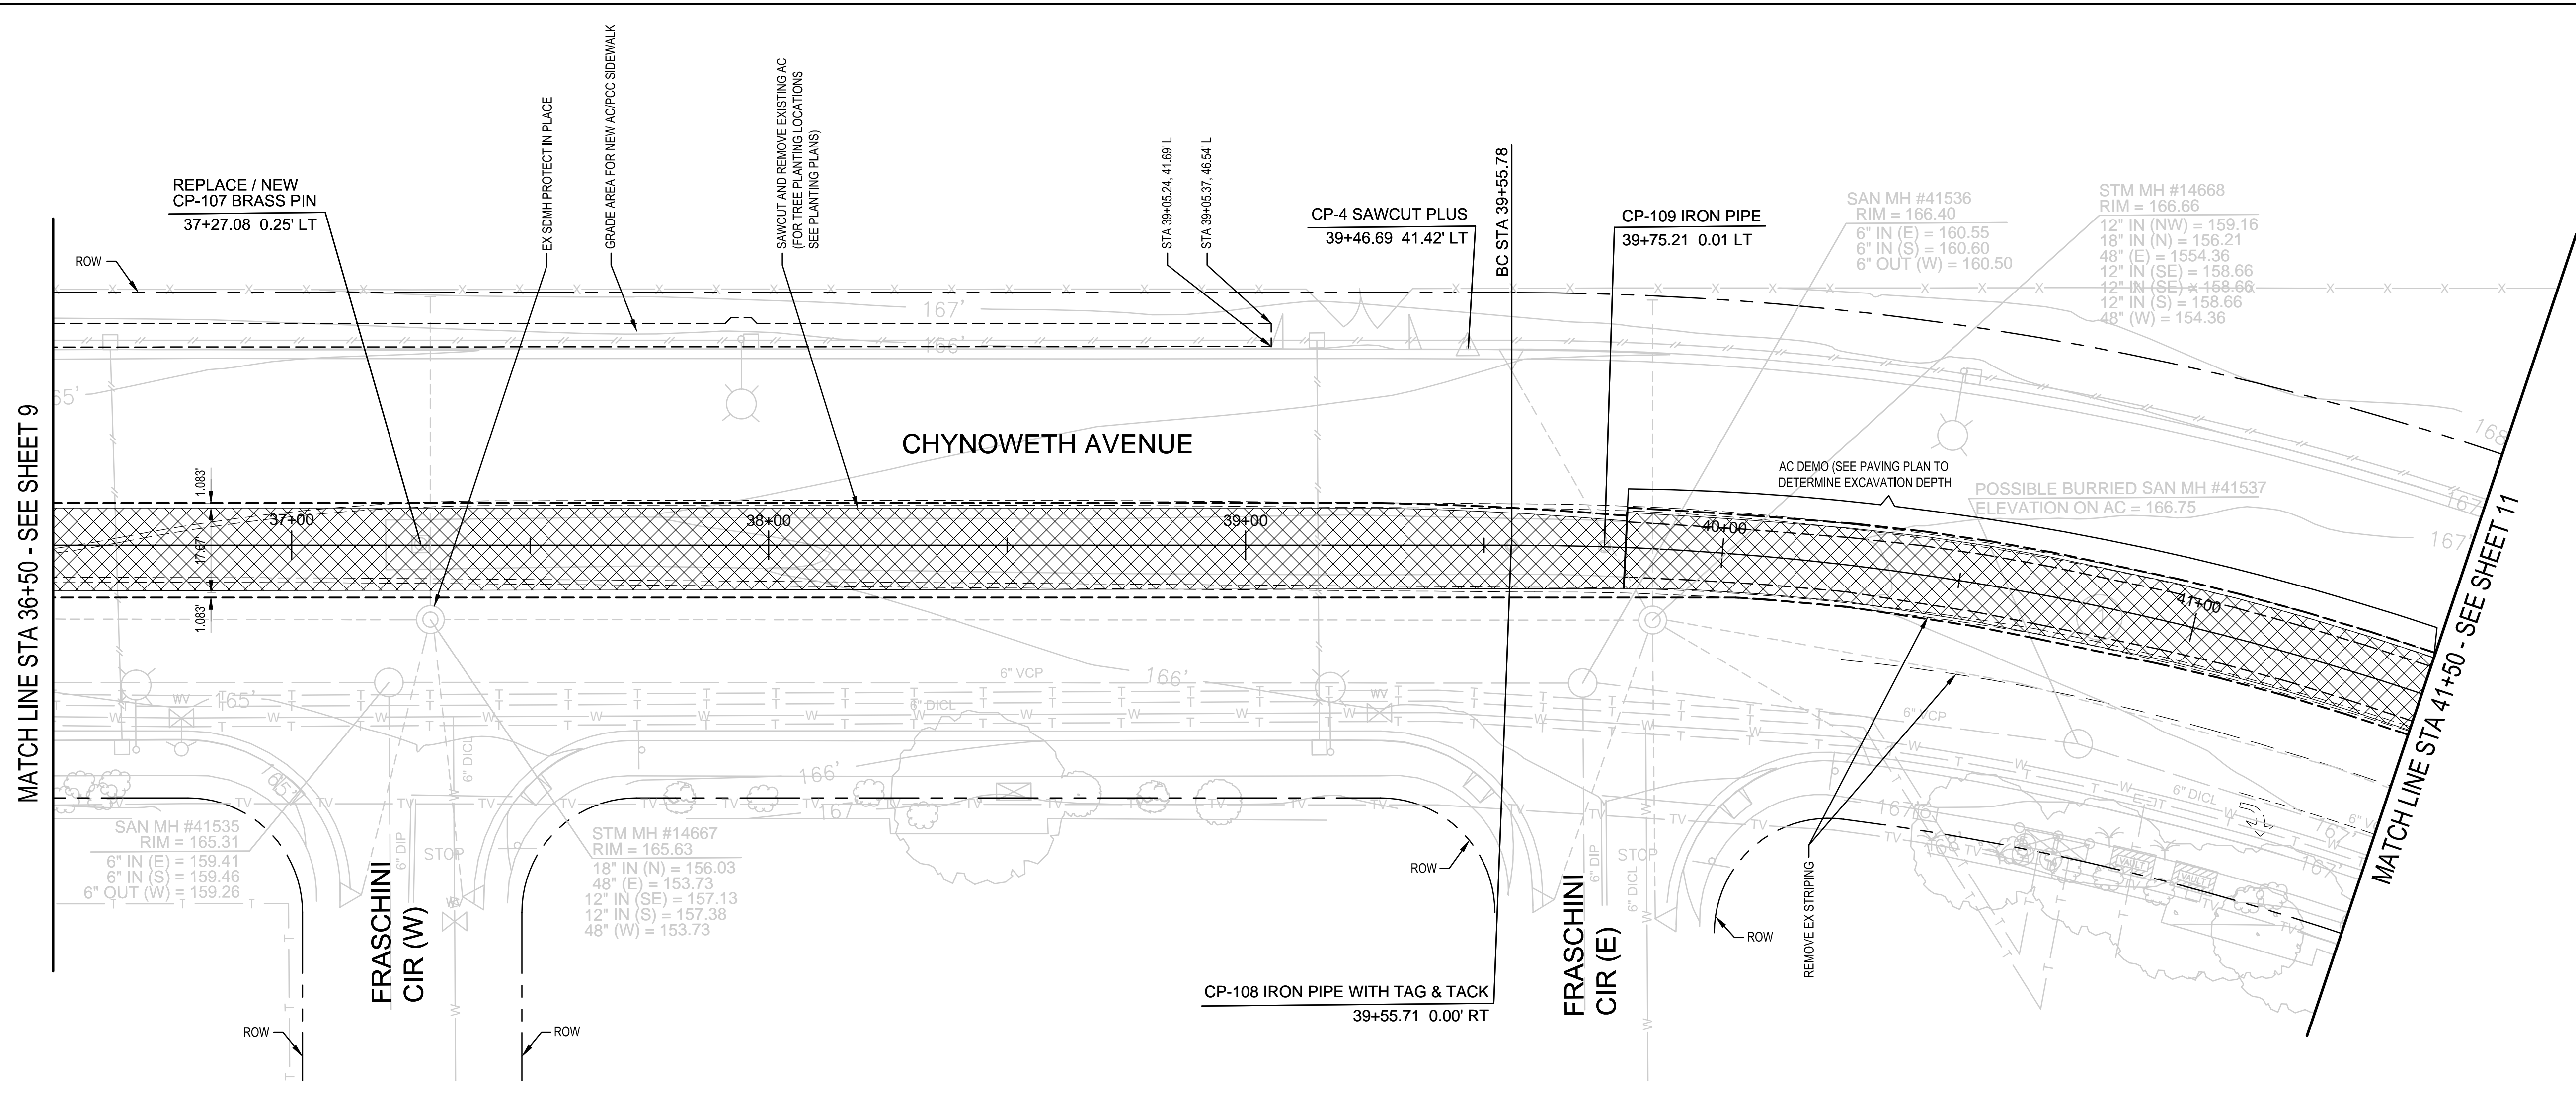 MATCH LINE STA 36+50 - SEE SHEET 9
REPLACE / NEW
CP-107 BRASS PIN
37+27.08 0.25' LT
ROW
EX SDMH PROTECT IN PLACE
GRADE AREA FOR NEW AC/PCC SIDEWALK
SAWCUT AND REMOVE EXISTING AC
(FOR TREE PLANTING LOCATIONS
SEE PLANTING PLANS)
STA 39+05.24, 41.69' L
STA 39+05.37, 46.54' L
CP-4 SAWCUT PLUS
39+46.69 41.42' LT
BC STA 39+55.78
CP-109 IRON PIPE
39+75.21 0.01 LT
SAN MH #41536
RIM = 166.40
6" IN (E) = 160.55
6" IN (S) = 160.60
6" OUT (W) = 160.50
STM MH #14668
RIM = 166.66
12" IN (NW) = 159.16
18" IN (N) = 156.21
48" (E) = 1554.36
12" IN (SE) = 158.66
12" IN (SE) = 158.66
12" IN (S) = 158.66
48" (W) = 154.36
167'
166'
65'
CHYNOWETH AVENUE
AC DEMO (SEE PAVING PLAN TO
DETERMINE EXCAVATION DEPTH
POSSIBLE BURRIED SAN MH #41537
ELEVATION ON AC = 166.75
168
167'
167'
1.083'
17.67'
1.083'
37+00
38+00
39+00
40+00
41+00
MATCH LINE STA 41+50 - SEE SHEET 11
6" VCP
166'
6" DICL
WV
165'
WV
6" VCP
6" DICL
6" DICL
166'
167
165'
167'
168'
167'
VAULT
VAULT
SAN MH #41535
RIM = 165.31
6" IN (E) = 159.41
6" IN (S) = 159.46
6" OUT (W) = 159.26
6" DIP
STOP
FRASCHINI
CIR (W)
STM MH #14667
RIM = 165.63
18" IN (N) = 156.03
48" (E) = 153.73
12" IN (SE) = 157.13
12" IN (S) = 157.38
48" (W) = 153.73
ROW
6" DIP
STOP
6" DICL
FRASCHINI
CIR (E)
ROW
REMOVE EX STRIPING
CP-108 IRON PIPE WITH TAG & TACK
39+55.71 0.00' RT
ROW
ROW